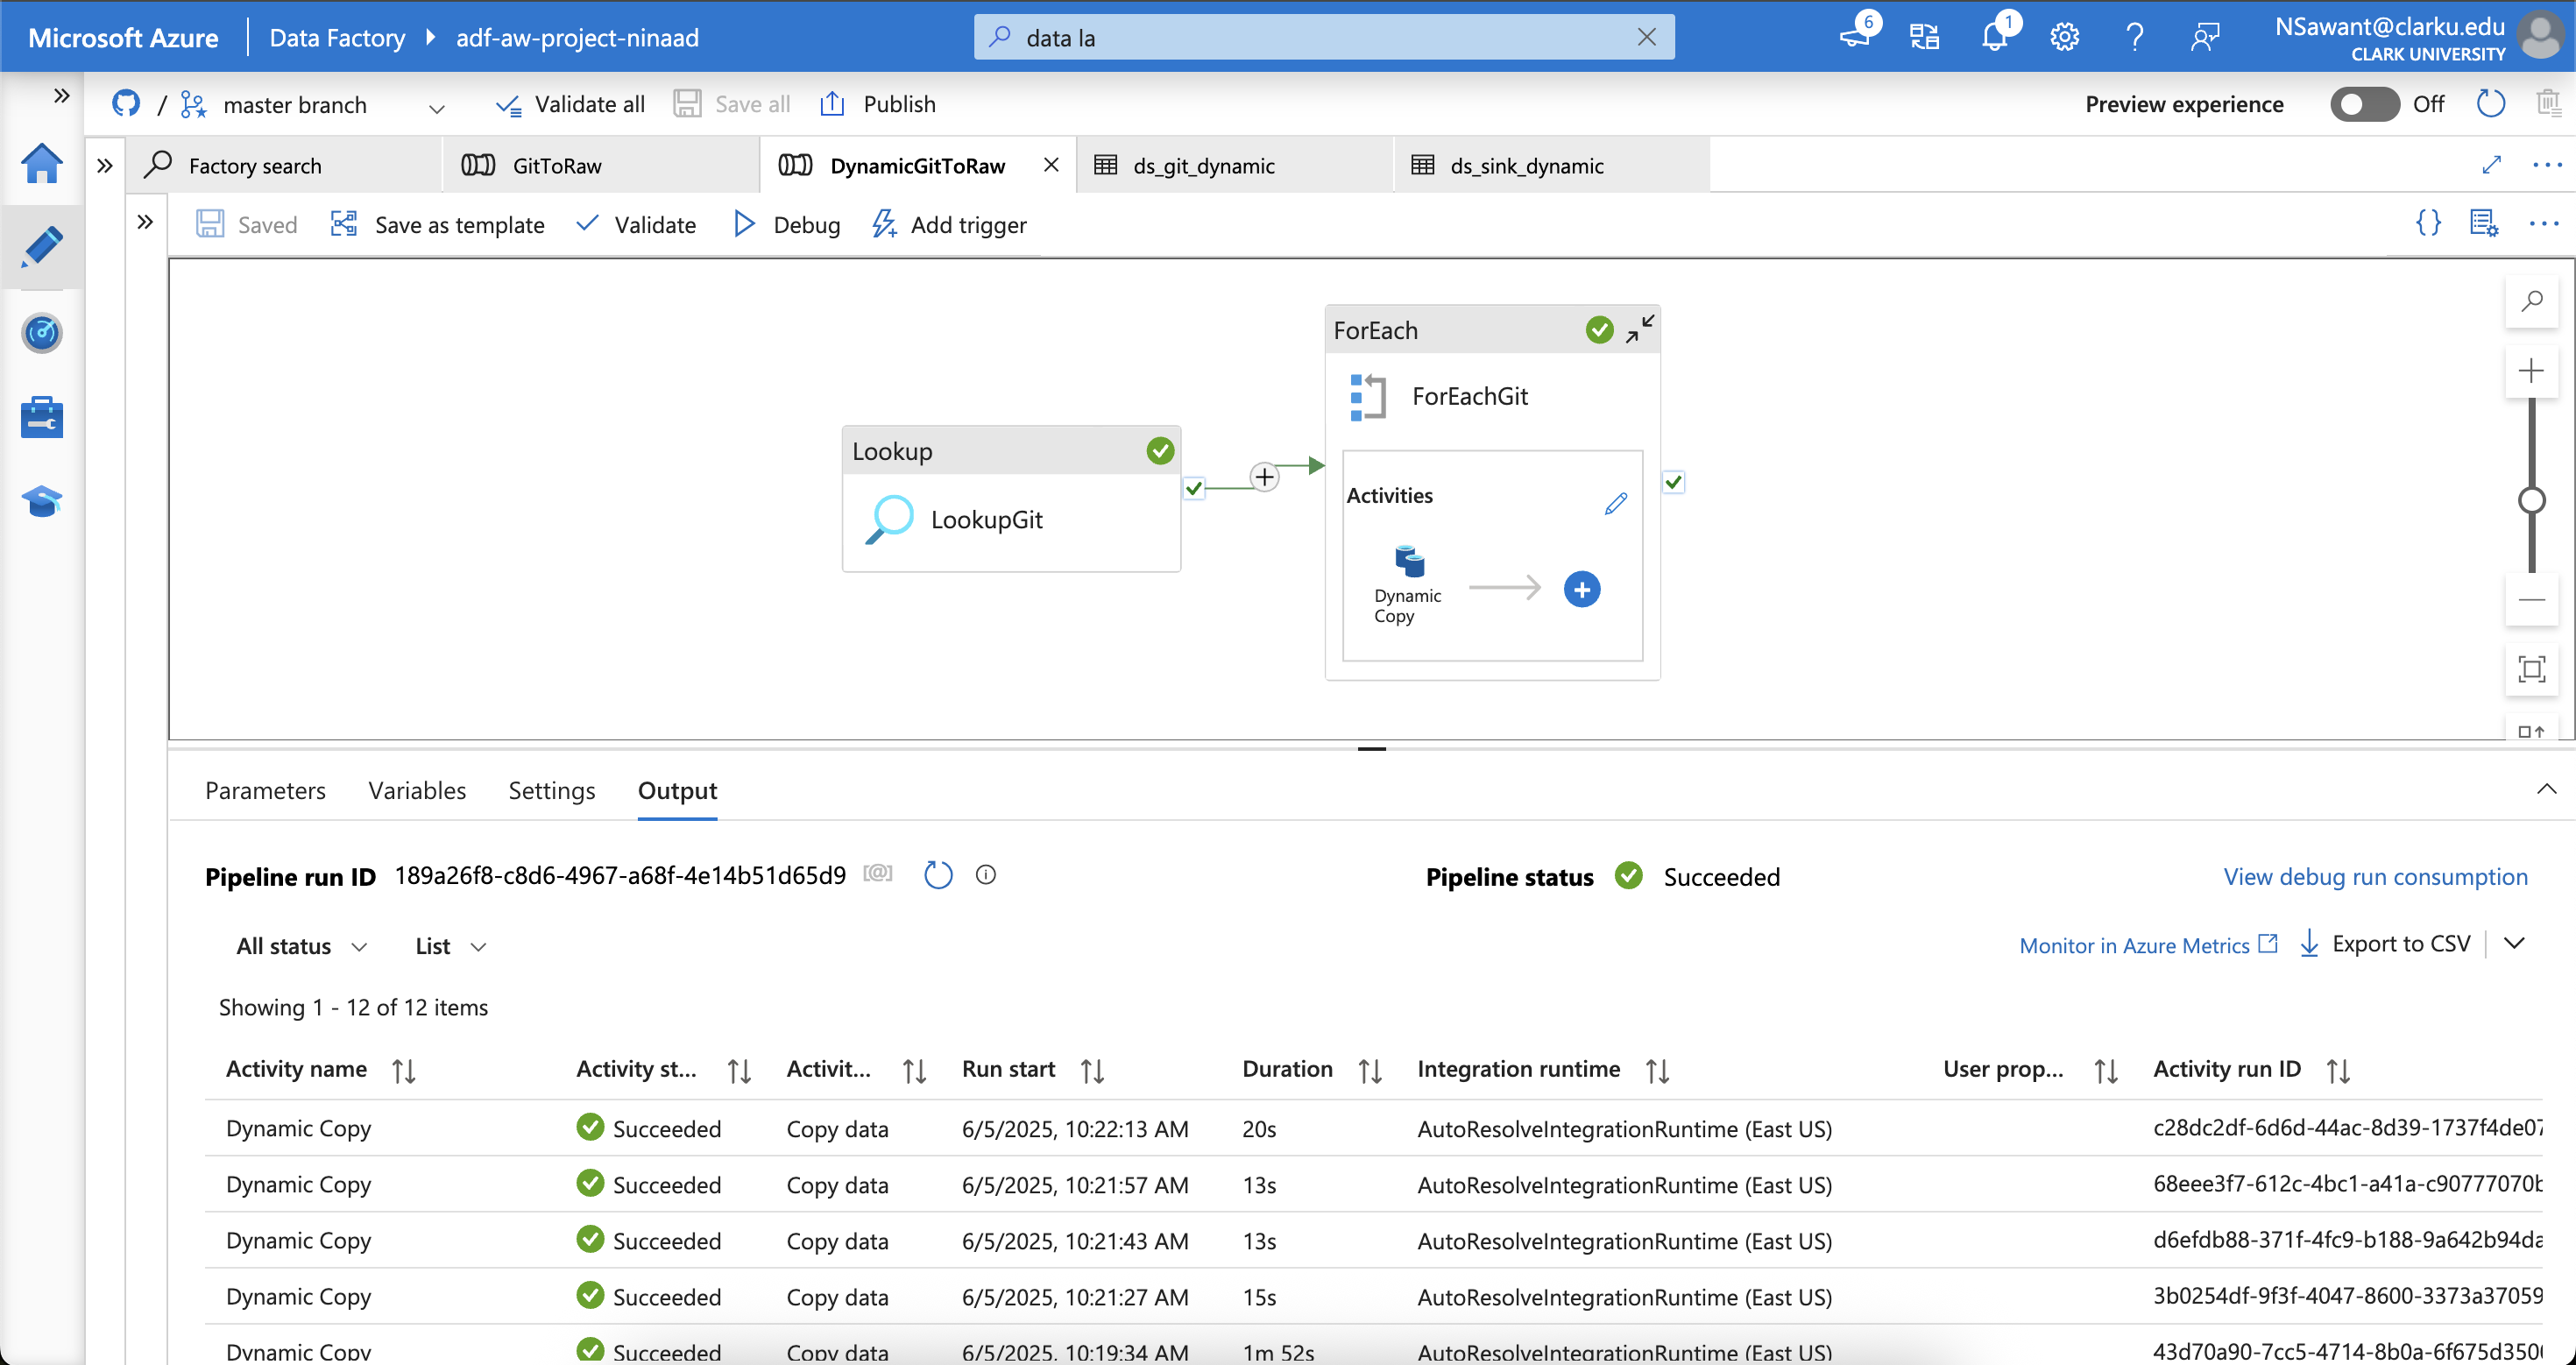 Microsoft Azure
Data Factory
adf-aw-project-ninaad
data la
6
1
NSawant@clarku.edu
CLARK UNIVERSITY
/ master branch
Validate all
Save all
Publish
Preview experience
Off
Factory search
GitToRaw
DynamicGitToRaw
ds_git_dynamic
ds_sink_dynamic
Saved
Save as template
Validate
Debug
Add trigger
{}
ForEach
ForEachGit
Lookup
LookupGit
Activities
Dynamic
Copy
Parameters
Variables
Settings
Output
Pipeline run ID 189a26f8-c8d6-4967-a68f-4e14b51d65d9 [@]
Pipeline status Succeeded
View debug run consumption
All status
List
Monitor in Azure Metrics
Export to CSV
Showing 1 - 12 of 12 items
Activity name Activity st... Activit... Run start Duration Integration runtime User prop... Activity run ID
Dynamic Copy Succeeded Copy data 6/5/2025, 10:22:13 AM 20s AutoResolveIntegrationRuntime (East US) c28dc2df-6d6d-44ac-8d39-1737f4de07
Dynamic Copy Succeeded Copy data 6/5/2025, 10:21:57 AM 13s AutoResolveIntegrationRuntime (East US) 68eee3f7-612c-4bc1-a41a-c90777070b
Dynamic Copy Succeeded Copy data 6/5/2025, 10:21:43 AM 13s AutoResolveIntegrationRuntime (East US) d6efdb88-371f-4fc9-b188-9a642b94da
Dynamic Copy Succeeded Copy data 6/5/2025, 10:21:27 AM 15s AutoResolveIntegrationRuntime (East US) 3b0254df-9f3f-4047-8600-3373a37059
Dynamic Copy Succeeded Copy data 6/5/2025, 10:19:34 AM 1m 52s AutoResolveIntegrationRuntime (East US) 43d70a90-7cc5-4714-8b0a-6f675d350